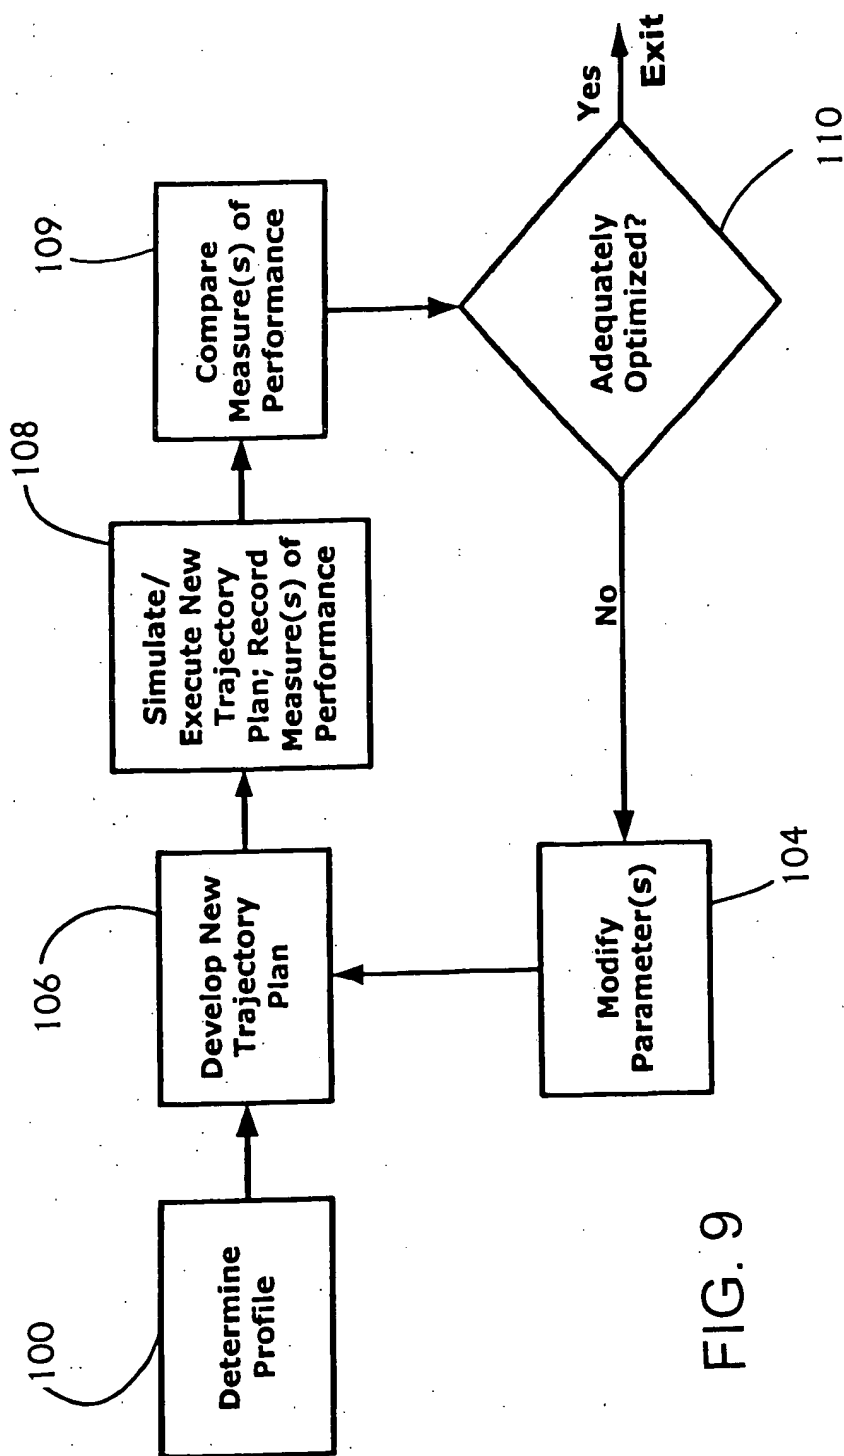 100
Determine
Profile
106
Develop New
Trajectory
Plan
108
Simulate/
Execute New
Trajectory
Plan; Record
Measure(s) of
Performance
109
Compare
Measure(s) of
Performance
Adequately
Optimized?
110
Yes
Exit
No
Modify
Parameter(s)
104
FIG. 9